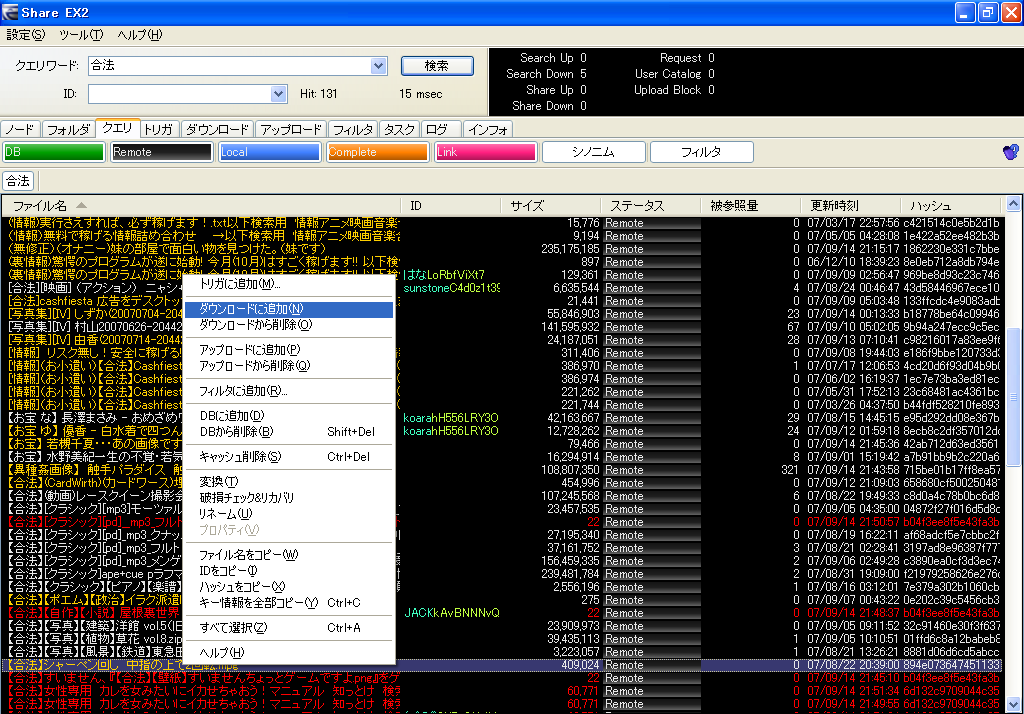 Share EX2
設定(S) ツール(T) ヘルプ(H)
クエリワード: 合法 検索
ID: Hit: 131 15 msec
Search Up 0 Request 0
Search Down 5 User Catalog 0
Share Up 0 Upload Block 0
Share Down 0
ノード フォルダ クエリ トリガ ダウンロード アップロード フィルタ タスク ログ インフォ
DB Remote Local Complete Link シノニム フィルタ
合法
ファイル名 ID サイズ ステータス 被参照量 更新時刻 ハッシュ
(情報)実行さえすれば、必ず稼げます!.txt以下検索用 情報アニメ映画音楽 15,776 Remote 0 07/03/17 22:57:56 c421514c0e5b2d1b
(情報)無料で稼げる情報詰め合わせ →以下検索用 情報アニメ映画音楽 9,194 Remote 0 07/05/05 04:28:08 1e422a52ee482b3b
(無修正)(オナニー)妹の部屋で面白い物を見つけた。(妹です) 235,175,185 Remote 0 07/09/14 21:15:17 1862230e331c7bbe
(裏情報)驚愕のプログラムが遂に始動! 今月(10月)はすごく稼げます!! 以下検 897 Remote 0 06/12/10 18:39:23 8e0eb712a8db794e
(裏情報)驚愕のプログラムが遂に始動! 今月(10月)はすごく稼げます!! 以下検 はなLoRbfViXt7 129,361 Remote 0 07/09/09 02:56:47 969be8d93c23c746
[合法][映画] (アクション) ニャシ sunstoneC4d0z1t39 6,635,544 Remote 4 07/08/24 00:46:47 43d58446967ece10
[合法]cashfiesta 広告をデスクトッ 21,441 Remote 0 07/09/09 05:03:48 133ffcdc4e9083adb
[写真集][IV] しずか(20070704-204 55,846,903 Remote 23 07/09/14 00:13:33 b18778be64c09946
[写真集][IV] 村山20070626-20442 141,595,932 Remote 67 07/09/10 05:02:05 9b94a247ecc9c5ec
[写真集][IV] 由香(20070714-2044 24,187,051 Remote 28 07/09/13 07:10:41 c98216017a83ee9ff
[情報] リスク無し!安全に稼げる! 311,406 Remote 0 07/09/08 19:44:03 e186f9bbe120733d
[情報](お小遣い)【合法】Cashfiest 386,970 Remote 1 07/07/17 12:06:53 4cd20d6f93d04b9b
[情報](お小遣い)【合法】Cashfiest 386,974 Remote 0 07/06/02 16:19:37 1ec7e73ba3ed81ec
[情報](お小遣い)【合法】Cashfiest 221,262 Remote 0 07/05/31 17:52:13 23c68481ac4361bc
[情報](お小遣い)【合法】Cashfiest 221,744 Remote 0 07/03/26 04:37:50 b44fdf528210fe893
【お宝 な】長澤まさみ - おめざめ koarahH556LRY3O 42,163,667 Remote 29 07/08/15 14:45:15 e95d292dd08e367b
【お宝 ゆ】優香 - 白水着で四つん koarahH556LRY3O 12,728,262 Remote 24 07/09/12 01:59:18 8ecb8c2df357012d
【お宝】 若槻千夏・・・あの画像です 79,466 Remote 4 07/09/14 21:45:36 42ab712d63ed3561
【お宝】水野美紀一生の不覚・若気 16,294,913 Remote 8 07/09/01 15:19:42 a7b91bb9b2c220a6
【異種姦画像】 触手パラダイス 触 108,807,350 Remote 321 07/09/14 21:43:58 715be01b17ff8ea57
【合法】(CardWirth)(カードワース)埋 454,996 Remote 0 07/09/12 21:09:03 658680cf50025048
【合法】(動画)レースクイーン撮影会 107,245,568 Remote 6 07/08/22 19:49:33 c8d0a4c78b0bc6d8
【合法】[クラシック][mp3]モーツァル 23,457,535 Remote 0 07/09/05 04:35:00 04872f27f016d5d8d
【合法】[クラシック][pd]_mp3_フルト 22 Remote 0 07/09/14 21:50:57 b04f3ee8f5e43fa3b
【合法】[クラシック][pd]_mp3_クナッ 27,195,340 Remote 2 07/08/19 16:22:11 af68adcf5e7cbbc2f
【合法】[クラシック][pd]_mp3_フルト 37,161,752 Remote 3 07/08/21 02:28:41 3197ad8e96387f77
【合法】[クラシック][pd]_mp3_メンゲ 156,459,335 Remote 2 07/09/06 02:49:28 c3890ea0cf3d3ec74
【合法】[クラシック]ape+cue pラフマ 239,481,784 Remote 2 07/08/31 19:09:00 f21979258626e276c
【合法】【クラシック】【ピアノ】【楽譜】 2,556,196 Remote 1 07/08/16 03:12:01 7e379a302b1060cb
【合法】【ポエム】【政治】イラク派遣 275 Remote 0 07/09/07 00:43:22 0e202c39c5456cb3
【合法】【自作】【小説】 屋根裏世界 JACKkAvBNNNvQ 22 Remote 0 07/09/14 21:48:37 b04f3ee8f5e43fa3b
【合法】【写真】【建築】洋館 vol.5(旧 23,909,973 Remote 0 07/09/05 09:11:52 32c91460e30f3f637
【合法】【写真】【植物】草花 vol.8.zip 39,435,113 Remote 1 07/09/05 10:10:51 01ffd6c8a12babeb8
【合法】【写真】【風景】【鉄道】東急田 3,223,057 Remote 1 07/08/21 13:26:21 8881d06d6cd5abcc
【合法】シャーペン回し 中指の上で2回転.mpg 409,024 Remote 0 07/08/22 20:39:00 894e073647451133
【合法】すいません、『【合法】【壁紙】すいませんちょっとゲームですよ.png』をグ 22 Remote 0 07/09/14 21:45:10 b04f3ee8f5e43fa3b
【合法】女性専用 カレを女みたいにイカせちゃおう!マニュアル 知っとけ 検索 60,771 Remote 0 07/09/14 21:51:34 6d132c9709044c35
【合法】女性専用 カレを女みたいにイカせちゃおう!マニュアル 知っとけ 検索 60,771 Remote 0 07/09/14 21:49:56 6d132c9709044c35
トリガに追加(M)...
ダウンロードに追加(N)
ダウンロードから削除(O)
アップロードに追加(P)
アップロードから削除(Q)
フィルタに追加(R)...
DBに追加(D)
DBから削除(B) Shift+Del
キャッシュ削除(S) Ctrl+Del
変換(T)
破損チェック&リカバリ
リネーム(U)
プロパティ(V)
ファイル名をコピー(W)
IDをコピー(I)
ハッシュをコピー(X)
キー情報を全部コピー(Y) Ctrl+C
すべて選択(Z) Ctrl+A
ヘルプ(H)